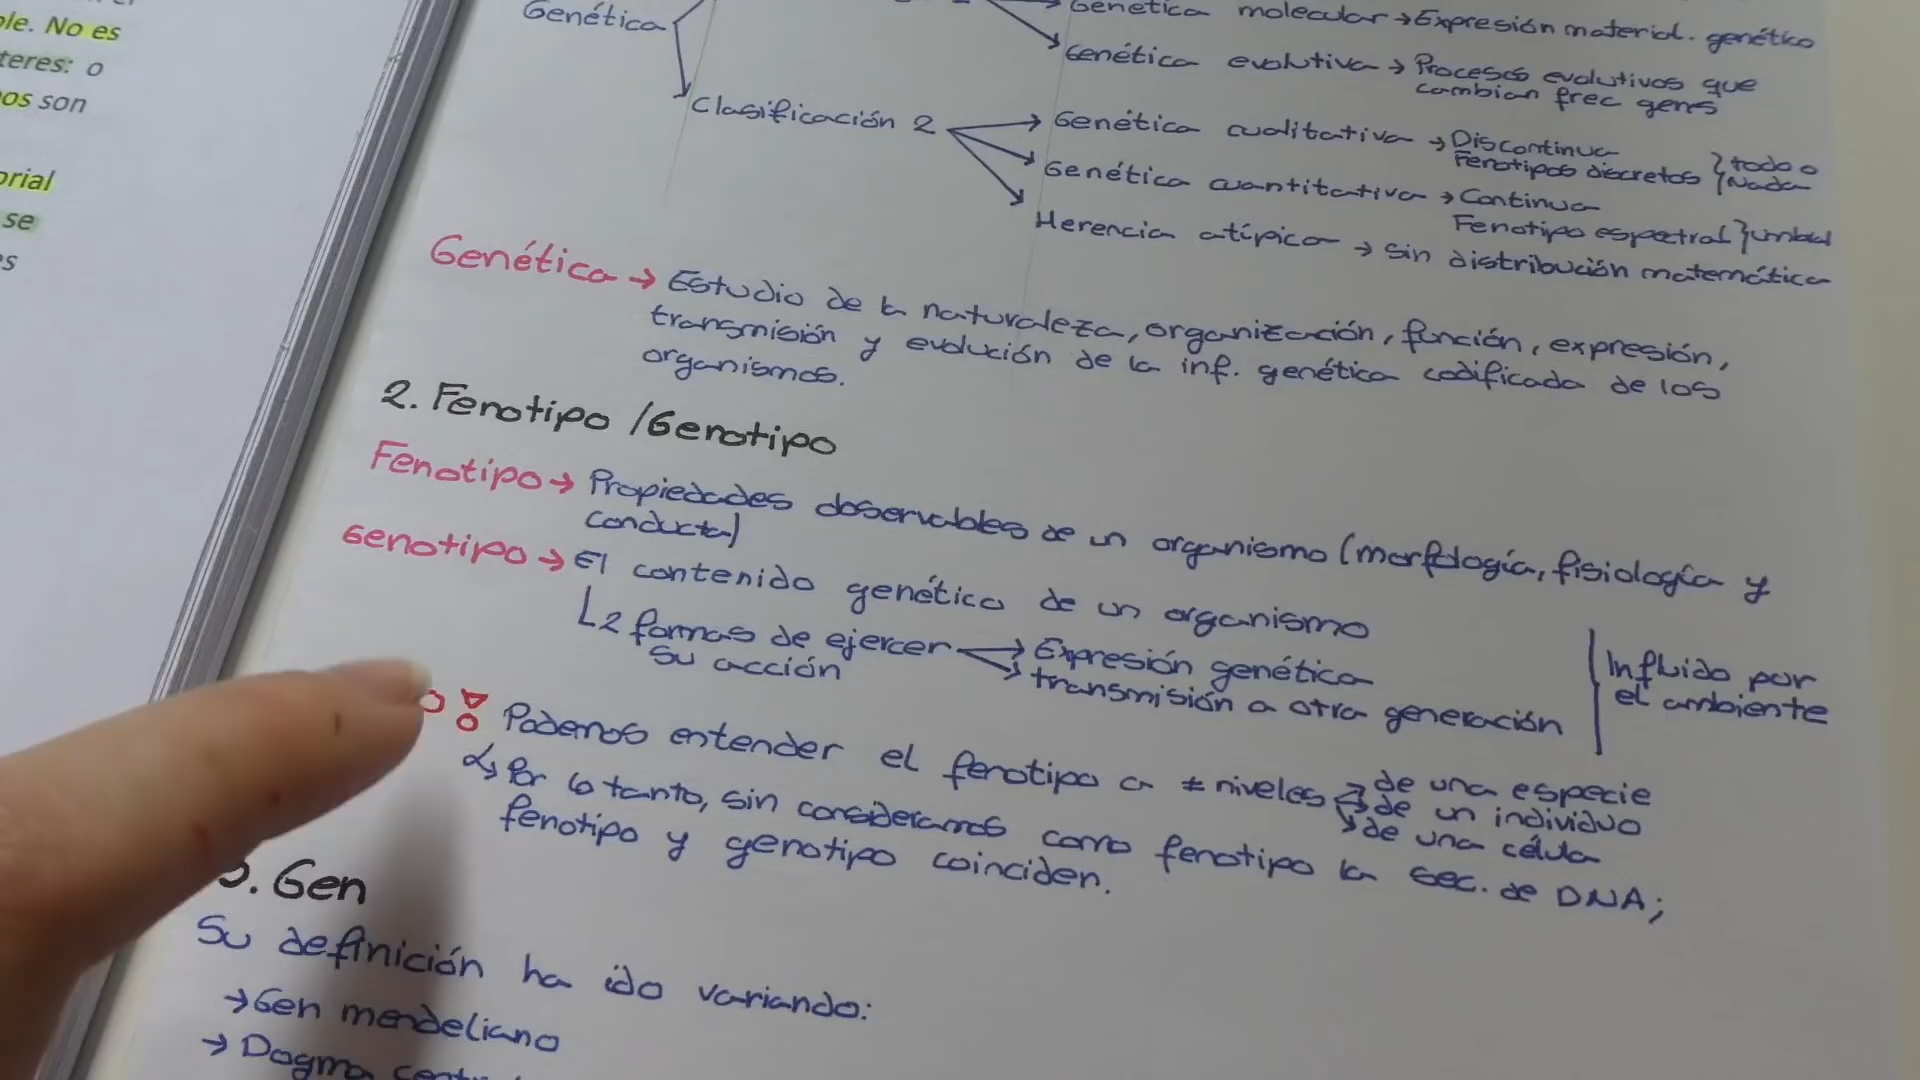 ole. No es
teres: o
os son
orial
se
es
Genética
Genética molecular → Expresión material. genétco
Genética evolutiva → Procesos evolutivos que
cambian frec genes
Clasificación 2
Genética cualitativa → Discontinua
Fenotipos discretos } todo o
Nada
Genética cuantitativa → Continua
Fenotipo espectral } umbral
Herencia atípica → sin distribución matemática
Genética → Estudio de la naturaleza, organización, función, expresión,
transmisión y evolución de la inf. genética codificada de los
organismos.
2. Fenotipo / Genotipo
Fenotipo → Propiedades observables de un organismo (morfología, fisiología y
conducta)
Genotipo → El contenido genético de un organismo
2 formas de ejercer
su acción
→ Expresión genética
→ transmisión a otra generación
Influido por
el ambiente
Podemos entender el fenotipo a ≠ niveles → de una especie
→ de un individuo
→ de una célula
↳ Por lo tanto, sin consideramos como fenotipo la sec. de DNA;
fenotipo y genotipo coinciden.
3. Gen
Su definición ha ido variando:
→ Gen mendeliano
→ Dogma